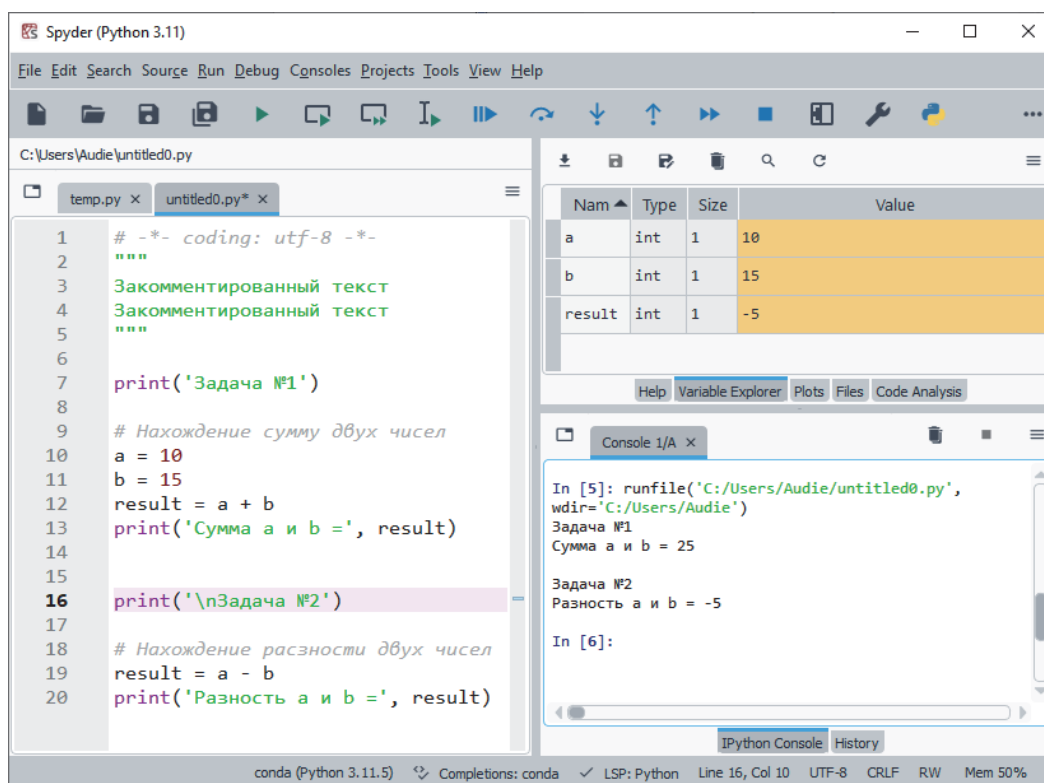 Spyder (Python 3.11)
File Edit Search Source Run Debug Consoles Projects Tools View Help
C:\Users\Audie\untitled0.py
temp.py × untitled0.py* ×
1 # -*- coding: utf-8 -*-
2 """
3 Закомментированный текст
4 Закомментированный текст
5 """
6
7 print('Задача №1')
8
9 # Нахождение сумму двух чисел
10 a = 10
11 b = 15
12 result = a + b
13 print('Сумма a и b =', result)
14
15
16 print('\nЗадача №2')
17
18 # Нахождение расзности двух чисел
19 result = a - b
20 print('Разность a и b =', result)
Nam Type Size Value
a int 1 10
b int 1 15
result int 1 -5
Help Variable Explorer Plots Files Code Analysis
Console 1/A ×
In [5]: runfile('C:/Users/Audie/untitled0.py',
wdir='C:/Users/Audie')
Задача №1
Сумма a и b = 25
Задача №2
Разность a и b = -5
In [6]:
IPython Console History
conda (Python 3.11.5) Completions: conda ✓ LSP: Python Line 16, Col 10 UTF-8 CRLF RW Mem 50%